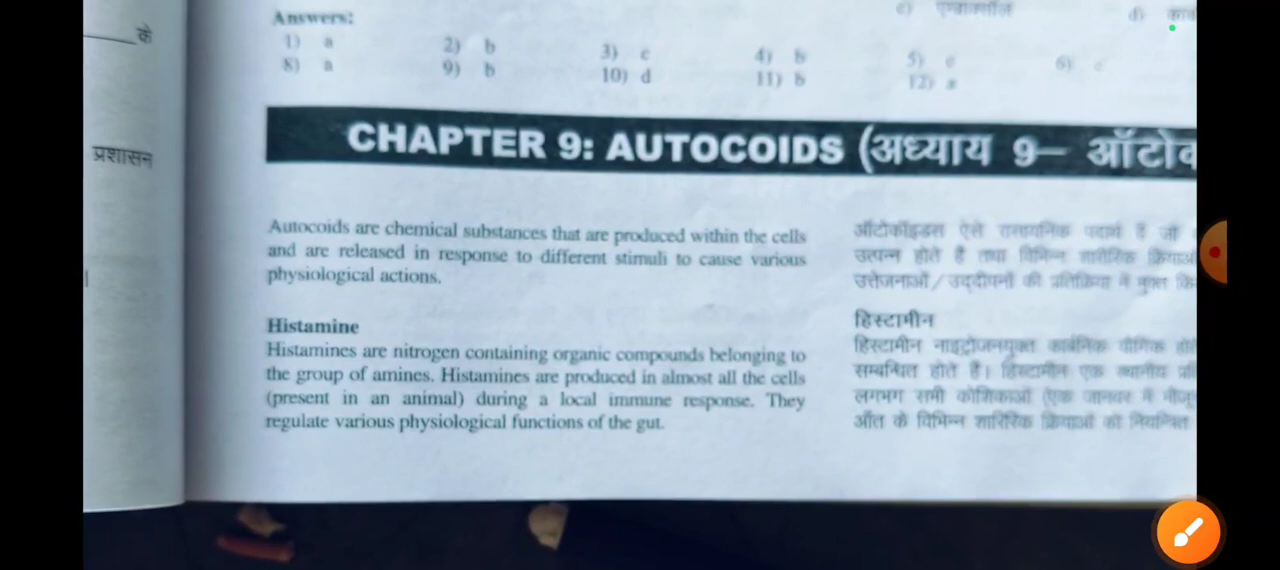 के
प्रशासन
Answers:
1) a 2) b 3) c 4) b 5) c 6) c
8) a 9) b 10) d 11) b 12) a
c) d)
CHAPTER 9: AUTOCOIDS (अध्याय 9–
Autocoids are chemical substances that are produced within the cells
and are released in response to different stimuli to cause various
physiological actions.
Histamine
Histamines are nitrogen containing organic compounds belonging to
the group of amines. Histamines are produced in almost all the cells
(present in an animal) during a local immune response. They
regulate various physiological functions of the gut.
ऑटोकॉइड्स ऐसे रासायनिक पदार्थ हैं जो
उत्पन्न होते हैं तथा विभिन्न शारीरिक
उत्तेजनाओं / उद्दीपनों की प्रतिक्रिया में मुक्त
हिस्टामीन
हिस्टामीन नाइट्रोजनयुक्त कार्बनिक यौगिक
सम्बन्धित होते हैं। हिस्टामीन एक स्थानीय
लगभग सभी कोशिकाओं (एक जानवर में
आँत के विभिन्न शारीरिक क्रियाओं को नियन्त्रित